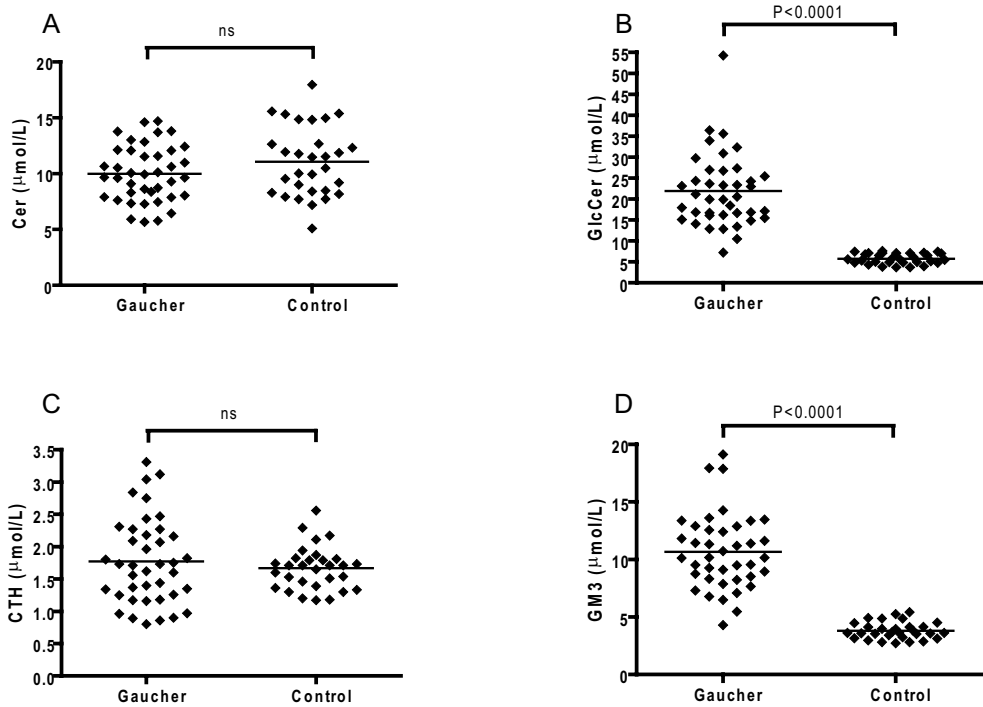 A
ns
Cer (μmol/L)
20
15
10
5
0
Gaucher Control
B
P<0.0001
GlcCer (μmol/L)
55
50
45
40
35
30
25
20
15
10
5
0
Gaucher Control
C
ns
CTH (μmol/L)
3.5
3.0
2.5
2.0
1.5
1.0
0.5
0.0
Gaucher Control
D
P<0.0001
GM3 (μmol/L)
20
15
10
5
0
Gaucher Control